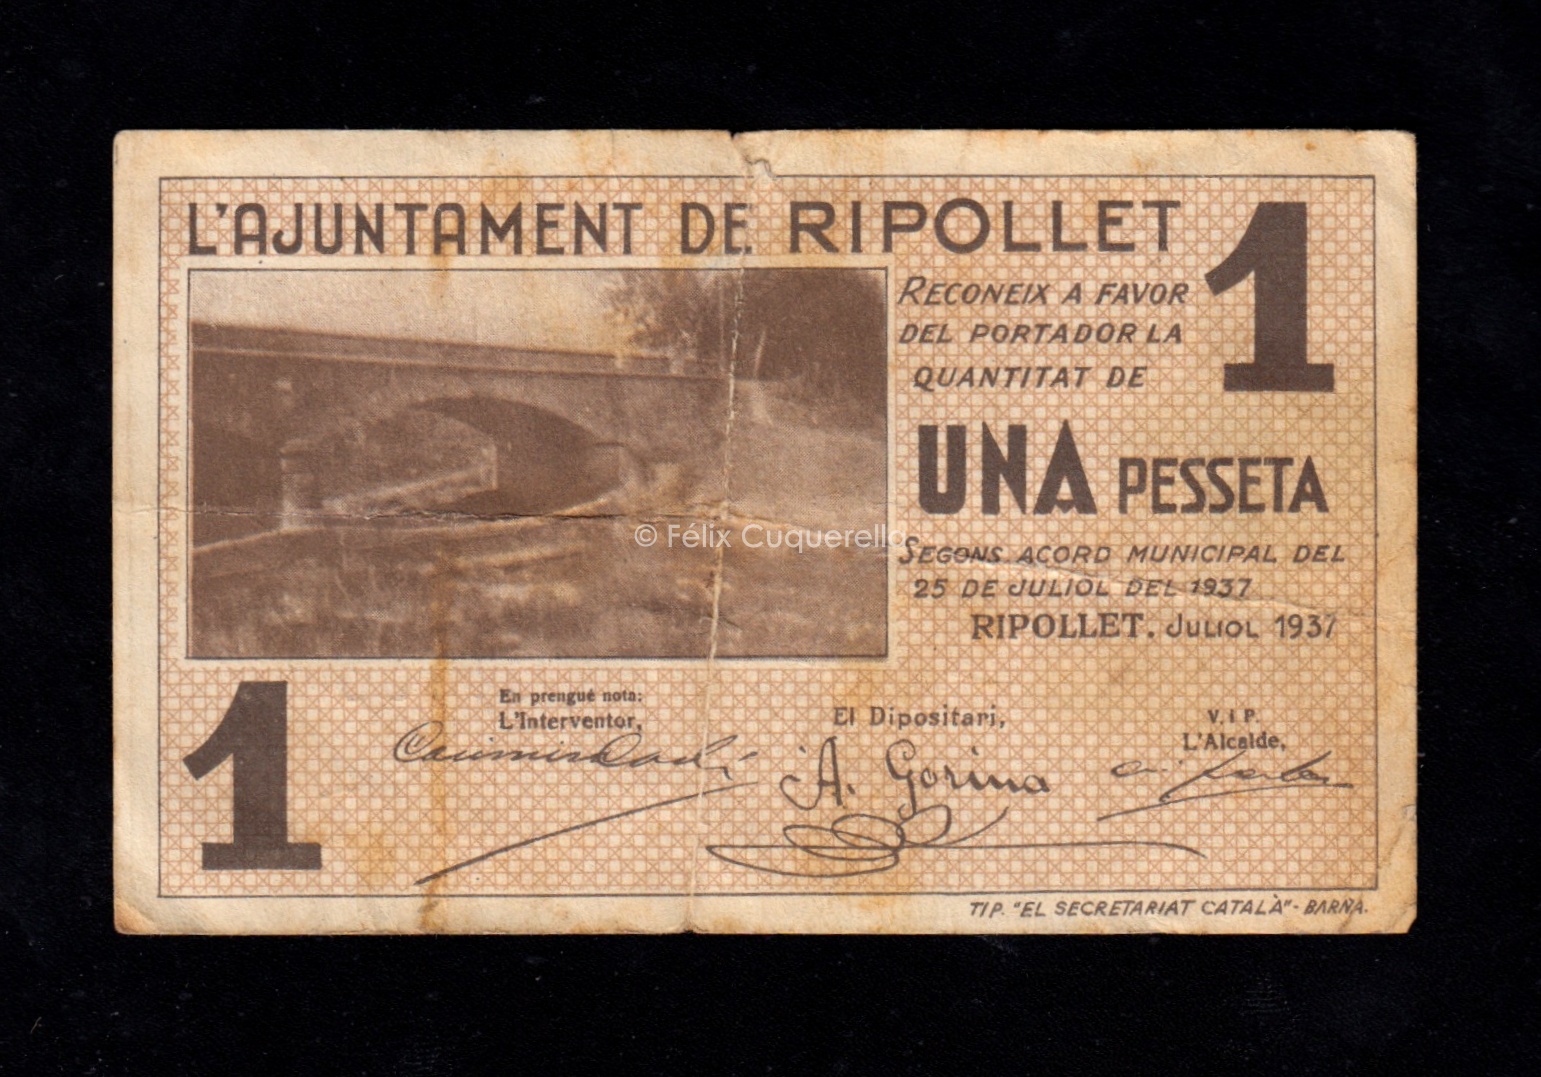 L'AJUNTAMENT DE RIPOLLET
1
RECONEIX A FAVOR
DEL PORTADOR LA
QUANTITAT DE
UNA PESSETA
© Félix Cuquerella
SEGONS ACORD MUNICIPAL DEL
25 DE JULIOL DEL 1937
RIPOLLET. JULIOL 1937
1
En prengué nota:
L'Interventor,
El Dipositari,
A. Gorina
V. i P.
L'Alcalde,
TIP. "EL SECRETARIAT CATALÀ" - BARNA.